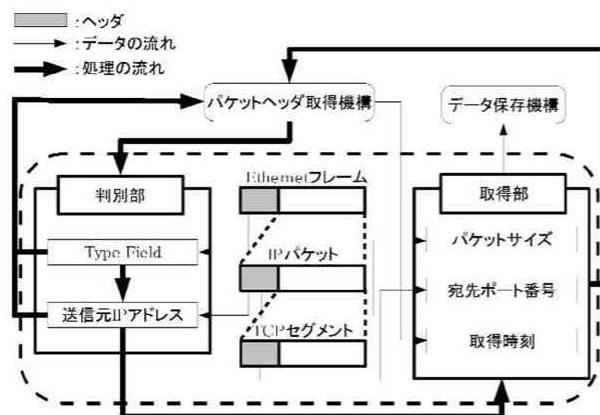 ：ヘッダ
：データの流れ
：処理の流れ
パケットヘッダ取得機構
データ保存機構
判別部
Type Field
送信元IPアドレス
Ethernetフレーム
IPパケット
TCPセグメント
取得部
パケットサイズ
宛先ポート番号
取得時刻